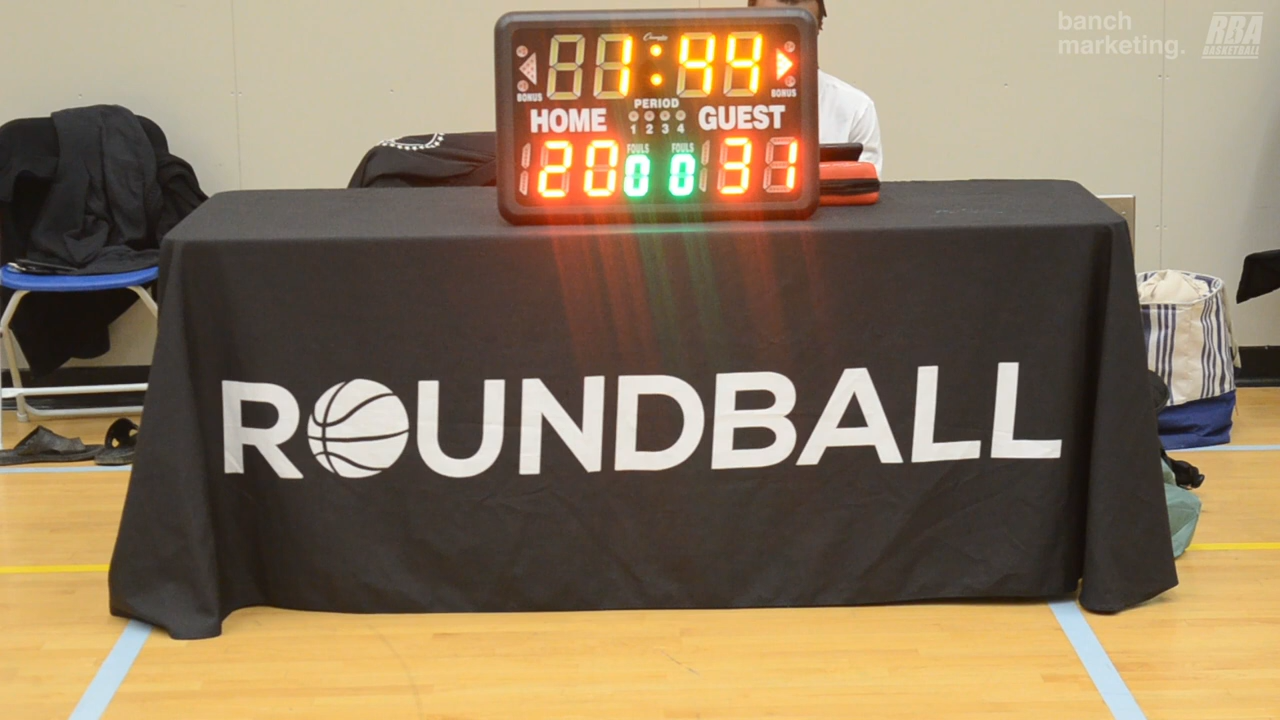 banch
marketing.
RBA
BASKETBALL
1:44
BONUS
BONUS
PERIOD
HOME
1 2 3 4
GUEST
FOULS
FOULS
20
0
0
31
ROUNDBALL